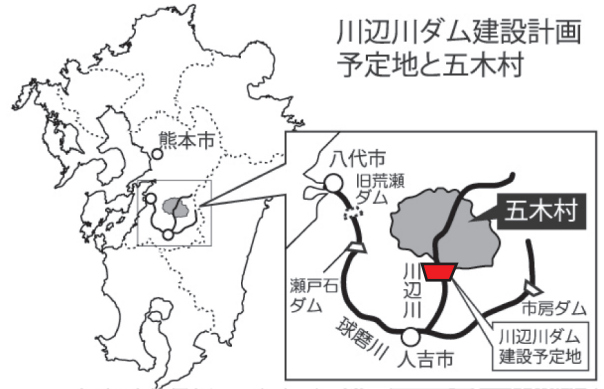 川辺川ダム建設計画
予定地と五木村
熊本市
八代市
旧荒瀬
ダム
五木村
瀬戸石
ダム
川辺川
市房ダム
球磨川
人吉市
川辺川ダム
建設予定地